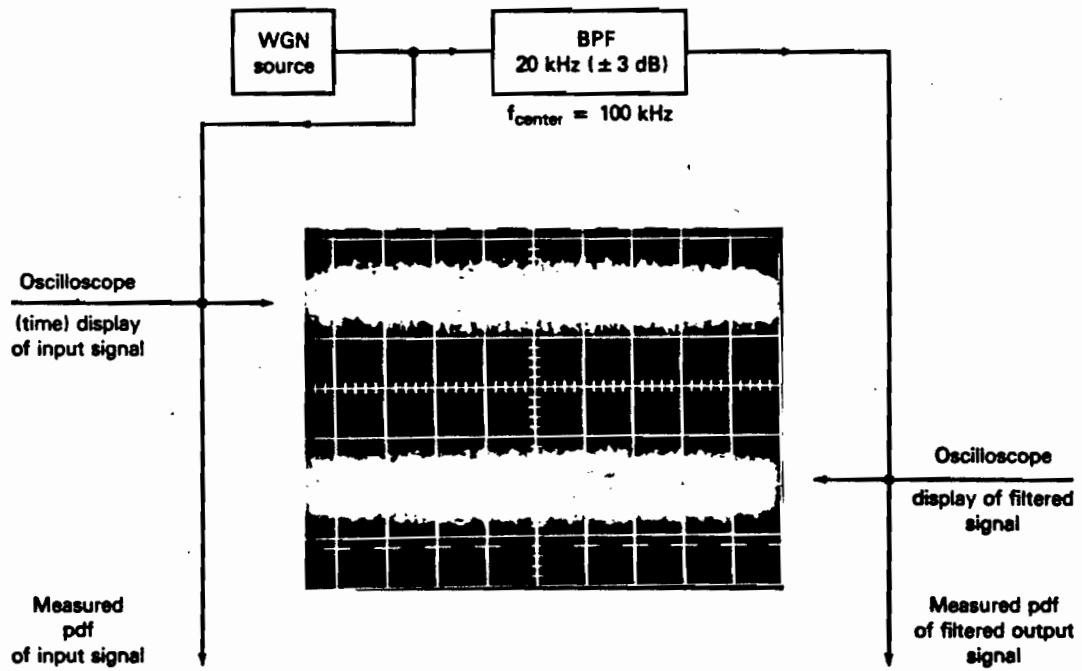 WGN
source
BPF
20 kHz (± 3 dB)
f_center = 100 kHz
Oscilloscope
(time) display
of input signal
Oscilloscope
display of filtered
signal
Measured
pdf
of input signal
Measured pdf
of filtered output
signal